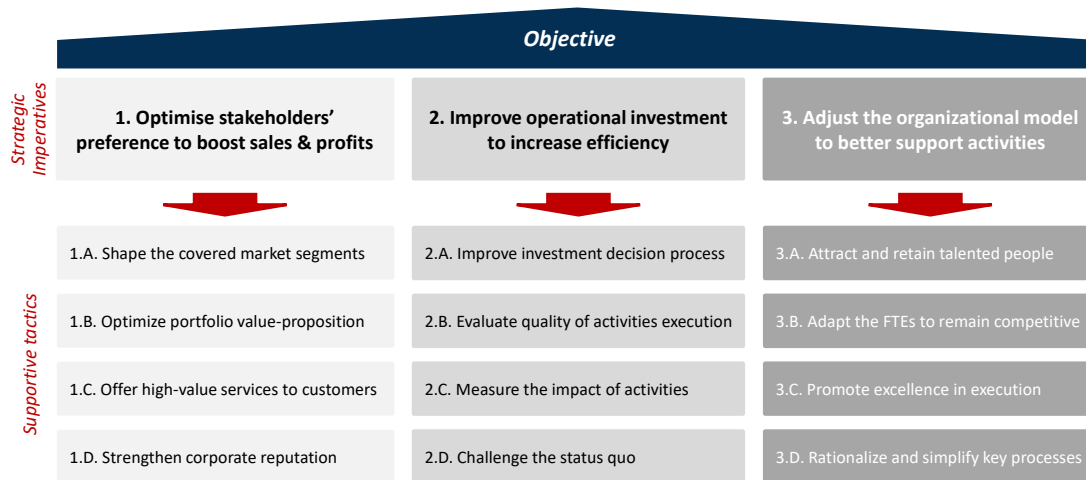 Objective
Strategic
Imperatives
1. Optimise stakeholders’
preference to boost sales & profits
2. Improve operational investment
to increase efficiency
3. Adjust the organizational model
to better support activities
Supportive tactics
1.A. Shape the covered market segments
2.A. Improve investment decision process
3.A. Attract and retain talented people
1.B. Optimize portfolio value-proposition
2.B. Evaluate quality of activities execution
3.B. Adapt the FTEs to remain competitive
1.C. Offer high-value services to customers
2.C. Measure the impact of activities
3.C. Promote excellence in execution
1.D. Strengthen corporate reputation
2.D. Challenge the status quo
3.D. Rationalize and simplify key processes